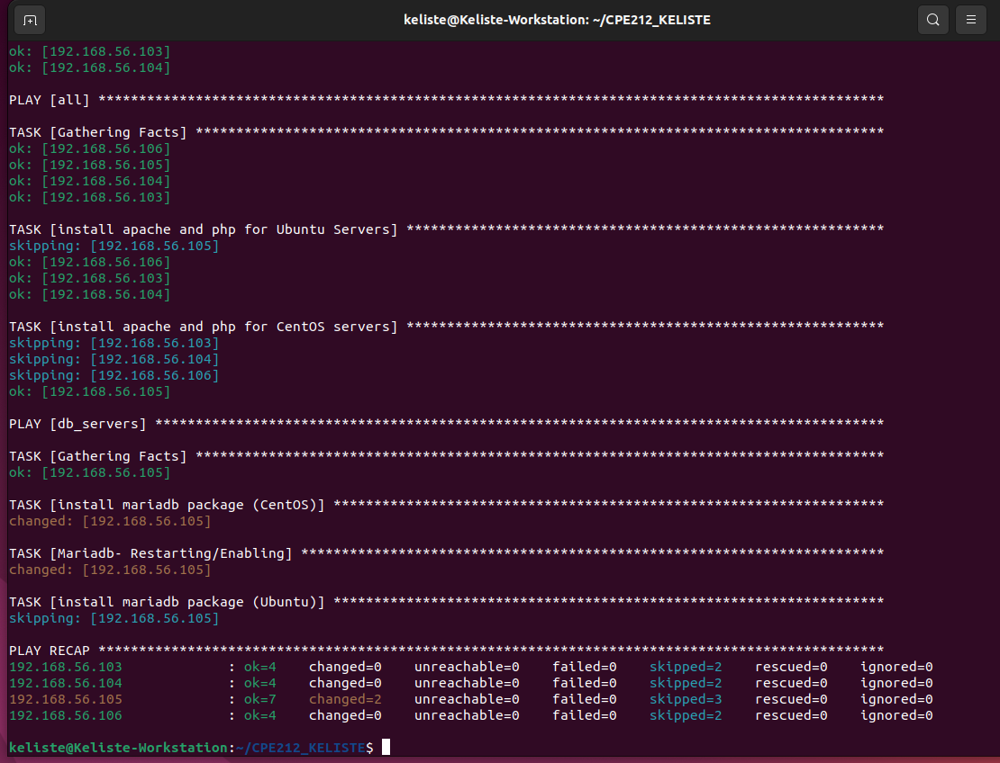 keliste@Keliste-Workstation: ~/CPE212_KELISTE
ok: [192.168.56.103]
ok: [192.168.56.104]
PLAY [all] *************************************************************************************************
TASK [Gathering Facts] *************************************************************************************
ok: [192.168.56.106]
ok: [192.168.56.105]
ok: [192.168.56.104]
ok: [192.168.56.103]
TASK [install apache and php for Ubuntu Servers] ***********************************************************
skipping: [192.168.56.105]
ok: [192.168.56.106]
ok: [192.168.56.103]
ok: [192.168.56.104]
TASK [install apache and php for CentOS servers] ***********************************************************
skipping: [192.168.56.103]
skipping: [192.168.56.104]
skipping: [192.168.56.106]
ok: [192.168.56.105]
PLAY [db_servers] ******************************************************************************************
TASK [Gathering Facts] *************************************************************************************
ok: [192.168.56.105]
TASK [install mariadb package (CentOS)] ********************************************************************
changed: [192.168.56.105]
TASK [Mariadb- Restarting/Enabling] ************************************************************************
changed: [192.168.56.105]
TASK [install mariadb package (Ubuntu)] ********************************************************************
skipping: [192.168.56.105]
PLAY RECAP *************************************************************************************************
192.168.56.103             : ok=4    changed=0    unreachable=0    failed=0    skipped=2    rescued=0    ignored=0
192.168.56.104             : ok=4    changed=0    unreachable=0    failed=0    skipped=2    rescued=0    ignored=0
192.168.56.105             : ok=7    changed=2    unreachable=0    failed=0    skipped=3    rescued=0    ignored=0
192.168.56.106             : ok=4    changed=0    unreachable=0    failed=0    skipped=2    rescued=0    ignored=0
keliste@Keliste-Workstation:~/CPE212_KELISTE$